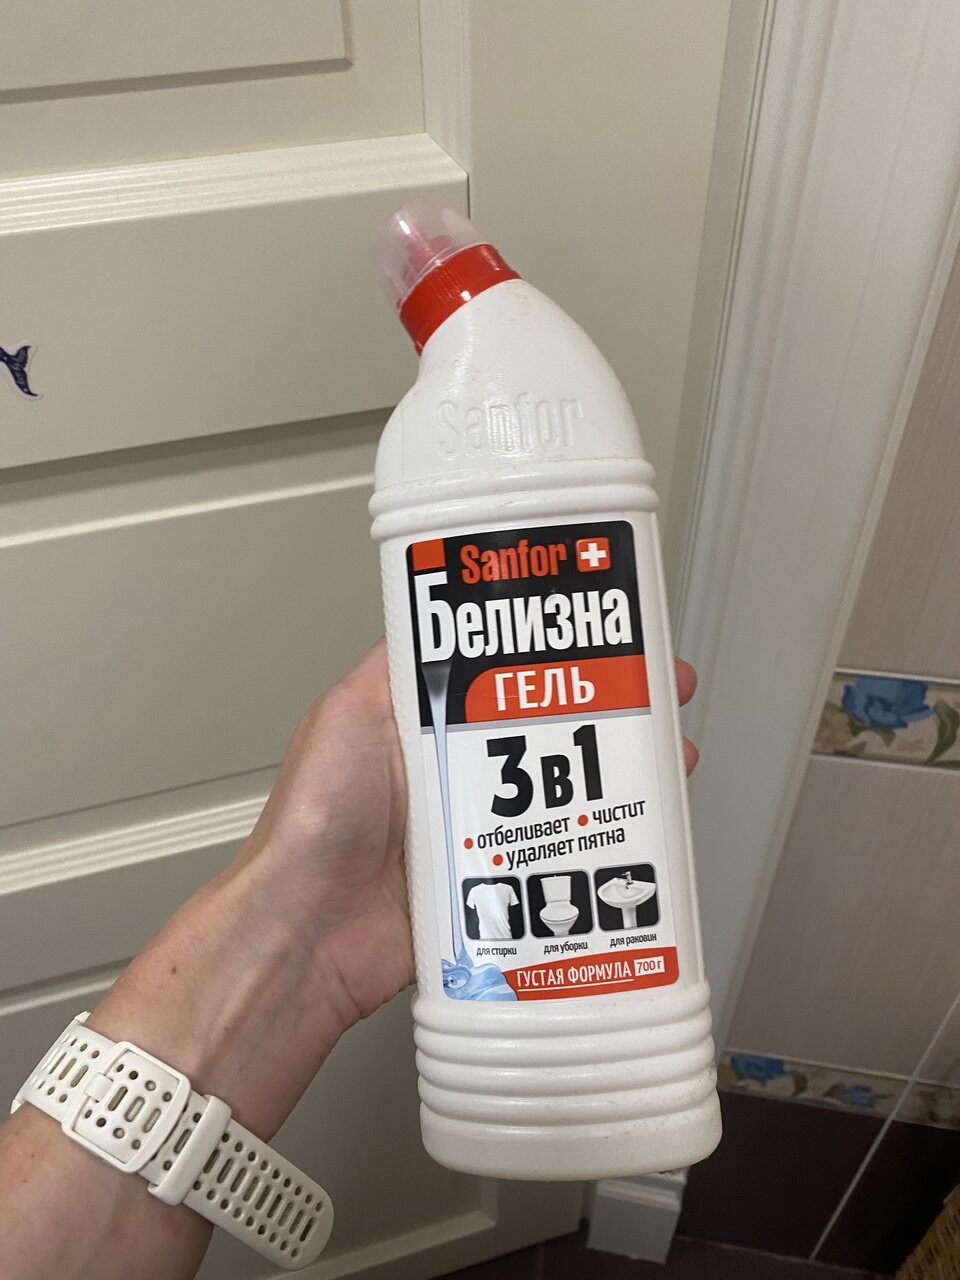 Sanfor
Sanfor
Белизна
ГЕЛЬ
3в1
• отбеливает • чистит
• удаляет пятна
для стирки для уборки для раковин
ГУСТАЯ ФОРМУЛА 700 г